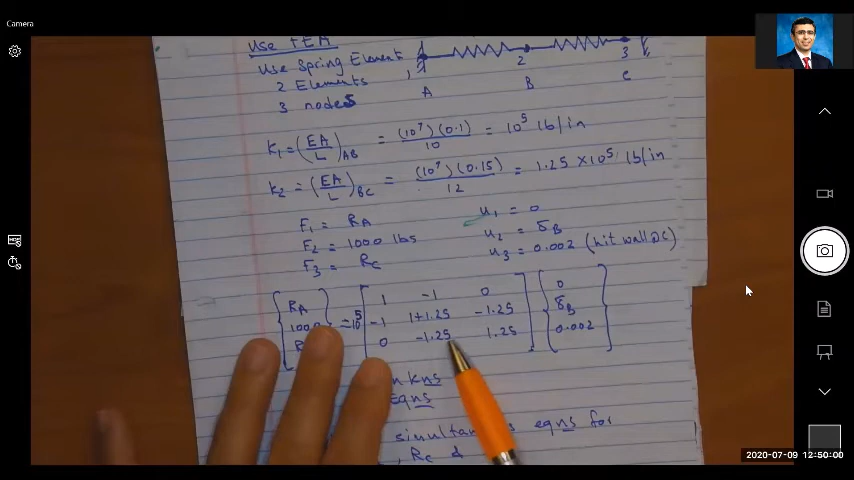 Camera
Use FEA
Use Spring Element
2 Elements
3 nodes
1 2 3
A B C
K1 = (EA/L)AB = (10^7)(0.1)/10 = 10^5 lb/in
K2 = (EA/L)BC = (10^7)(0.15)/12 = 1.25 × 10^5 lb/in
F1 = RA u1 = 0
F2 = 1000 lbs u2 = δB
F3 = RC u3 = 0.002 (hit wall @ C)
RA 1 -1 0 0
1000 = 10^5 -1 1+1.25 -1.25 δB
R 0 -1.25 1.25 0.002
n kns
Eqns
simultan s eqns for
, Rc &
2020-07-09 12:50:00